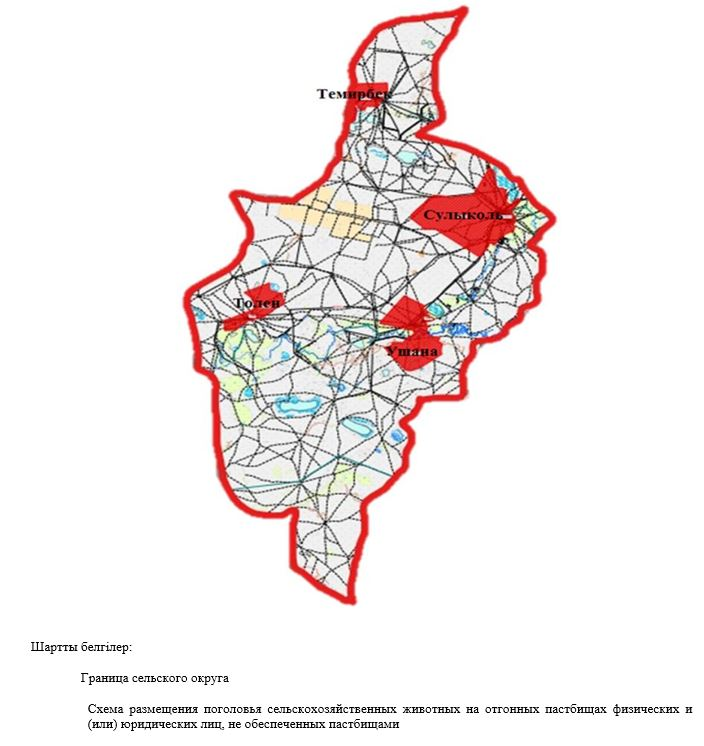 Темирбек
Сулыколь
Толен
Ушана
Шартты белгілер:
Граница сельского округа
Схема размещения поголовья сельскохозяйственных животных на отгонных пастбищах физических и
(или) юридических лиц, не обеспеченных пастбищами